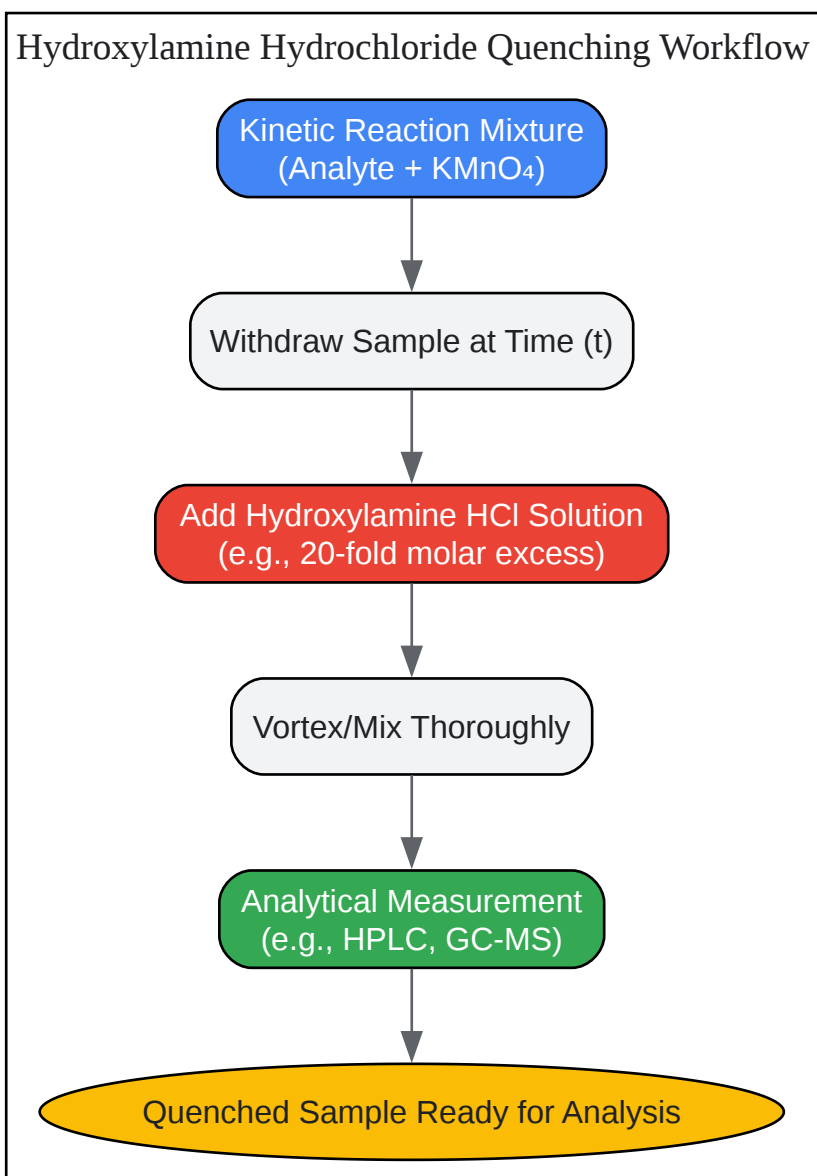 Hydroxylamine Hydrochloride Quenching Workflow
Kinetic Reaction Mixture
(Analyte + KMnO₄)
Withdraw Sample at Time (t)
Add Hydroxylamine HCl Solution
(e.g., 20-fold molar excess)
Vortex/Mix Thoroughly
Analytical Measurement
(e.g., HPLC, GC-MS)
Quenched Sample Ready for Analysis